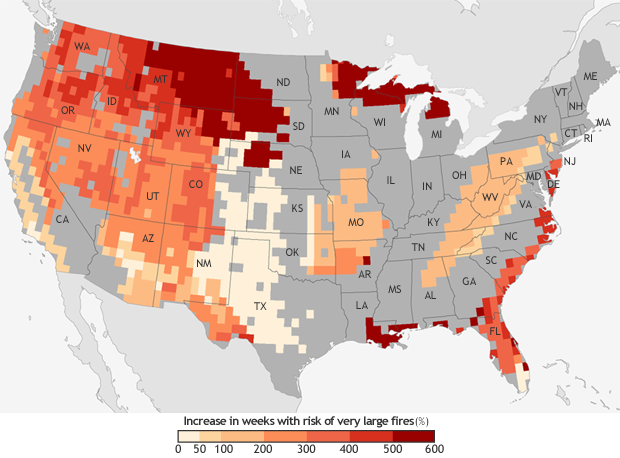 WA
ME
MT
ND
VT
OR
ID
MN
NH
SD
WI
NY
MA
WY
MI
CT
RI
NV
IA
PA
NJ
NE
OH
UT
CO
IL
IN
MD
DE
WV
CA
KS
MO
VA
KY
AZ
NC
NM
OK
TN
AR
SC
TX
MS
AL
GA
LA
FL
Increase in weeks with risk of very large fires(%)
0 50 100 200 300 400 500 600